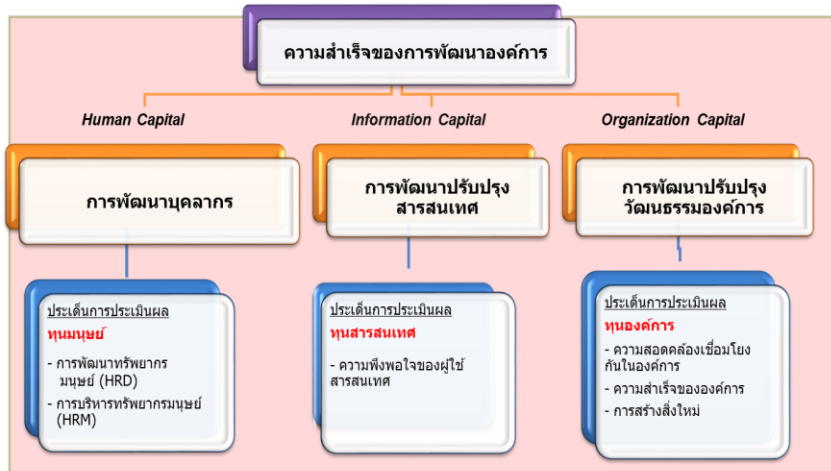 ความสำเร็จของการพัฒนาองค์การ
Human Capital
Information Capital
Organization Capital
การพัฒนาบุคลากร
การพัฒนาปรับปรุง
สารสนเทศ
การพัฒนาปรับปรุง
วัฒนธรรมองค์การ
ประเด็นการประเมินผล
ทุนมนุษย์
- การพัฒนาทรัพยากร
มนุษย์ (HRD)
- การบริหารทรัพยากรมนุษย์
(HRM)
ประเด็นการประเมินผล
ทุนสารสนเทศ
- ความพึงพอใจของผู้ใช้
สารสนเทศ
ประเด็นการประเมินผล
ทุนองค์การ
- ความสอดคล้องเชื่อมโยง
กันในองค์การ
- ความสำเร็จขององค์การ
- การสร้างสิ่งใหม่